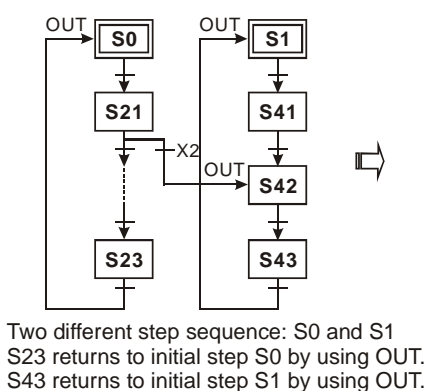 OUT S0 OUT S1
S21 S41
X2
OUT
S42
S23 S43
Two different step sequence: S0 and S1
S23 returns to initial step S0 by using OUT.
S43 returns to initial step S1 by using OUT.